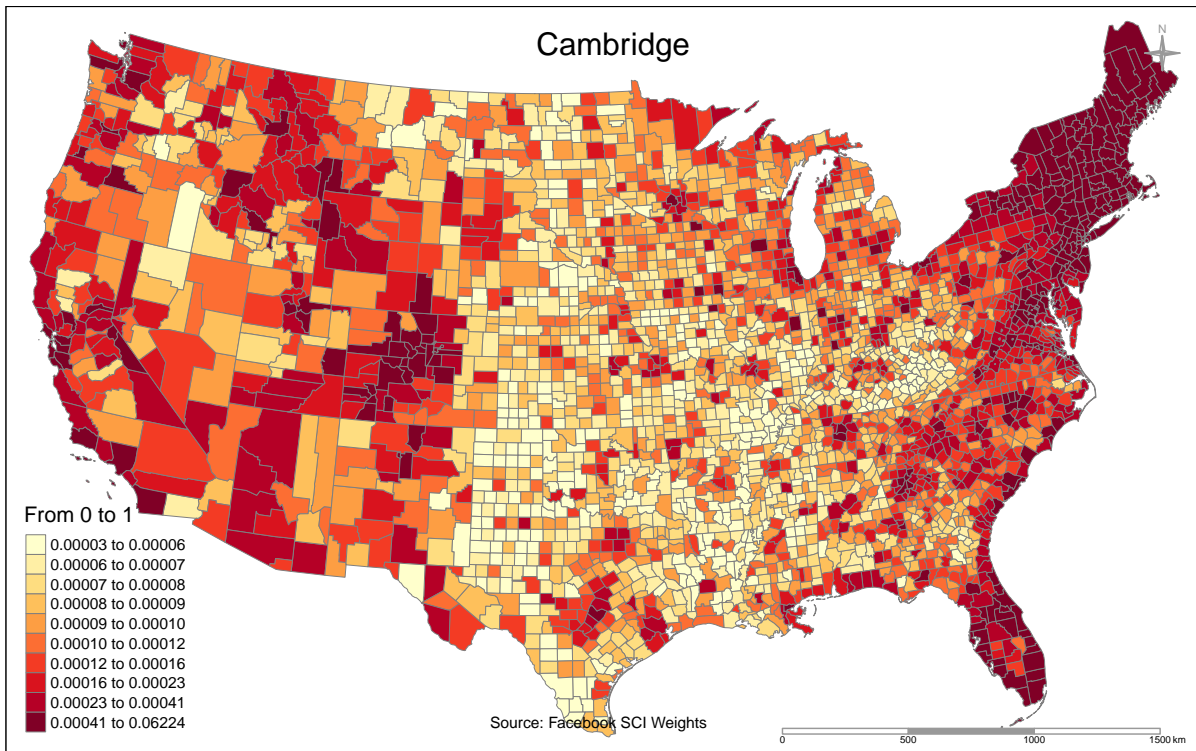 Cambridge
N
From 0 to 1
0.00003 to 0.00006
0.00006 to 0.00007
0.00007 to 0.00008
0.00008 to 0.00009
0.00009 to 0.00010
0.00010 to 0.00012
0.00012 to 0.00016
0.00016 to 0.00023
0.00023 to 0.00041
0.00041 to 0.06224
Source: Facebook SCI Weights
0 500 1000 1500 km